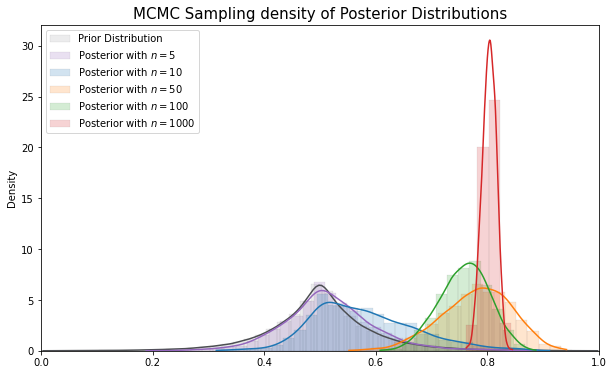 MCMC Sampling density of Posterior Distributions
Prior Distribution
Posterior with n = 5
Posterior with n = 10
Posterior with n = 50
Posterior with n = 100
Posterior with n = 1000
Density
30
25
20
15
10
5
0
0.0 0.2 0.4 0.6 0.8 1.0